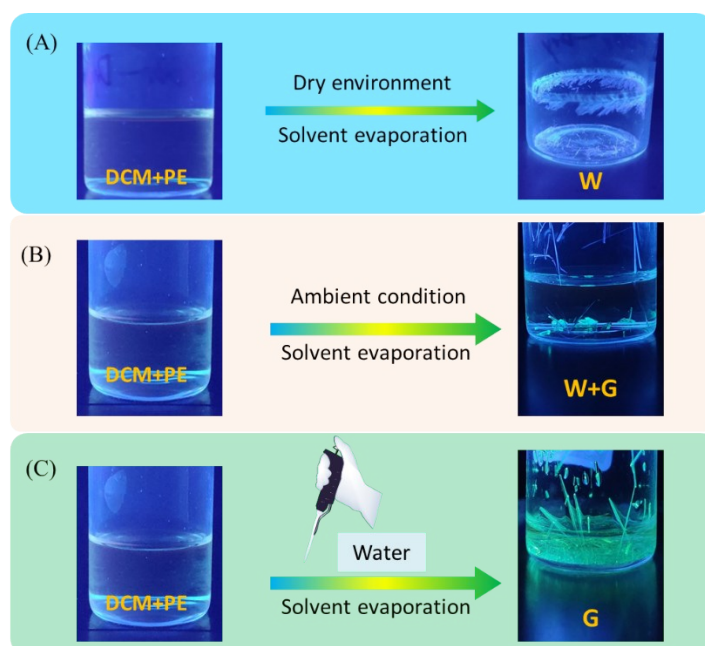 (A)
Dry environment
Solvent evaporation
DCM+PE
W
(B)
Ambient condition
Solvent evaporation
DCM+PE
W+G
(C)
Water
Solvent evaporation
DCM+PE
G